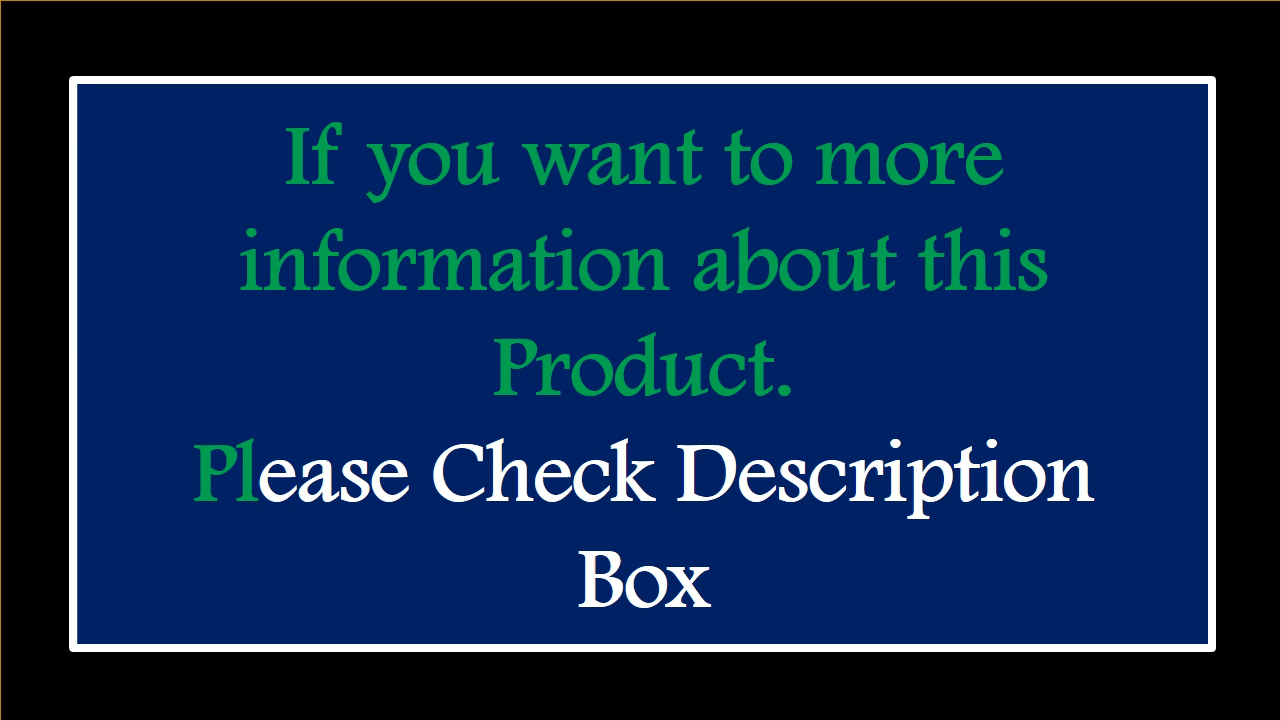 If you want to more
information about this
Product.
Please Check Description
Box